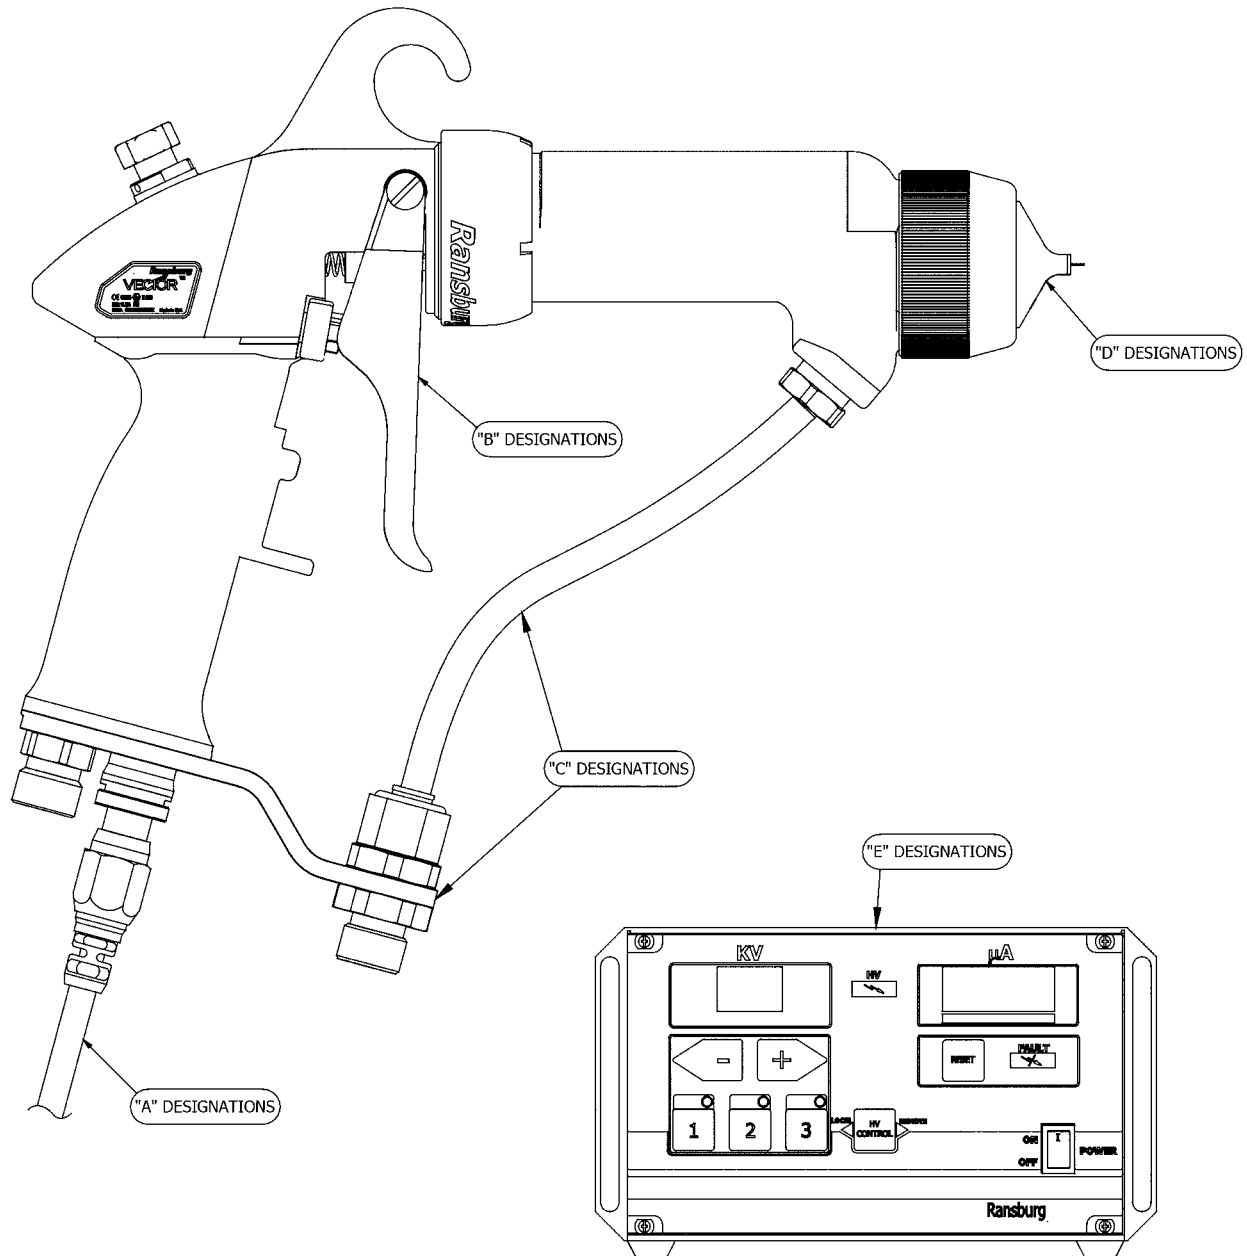 Ransburg
VECTOR
Ransburg
"D" DESIGNATIONS
"B" DESIGNATIONS
"C" DESIGNATIONS
"A" DESIGNATIONS
"E" DESIGNATIONS
KV
HV
µA
- +
RESET
FAULT
1 2 3
LOCAL
HV
CONTROL
REMOTE
ON
I
OFF
POWER
Ransburg